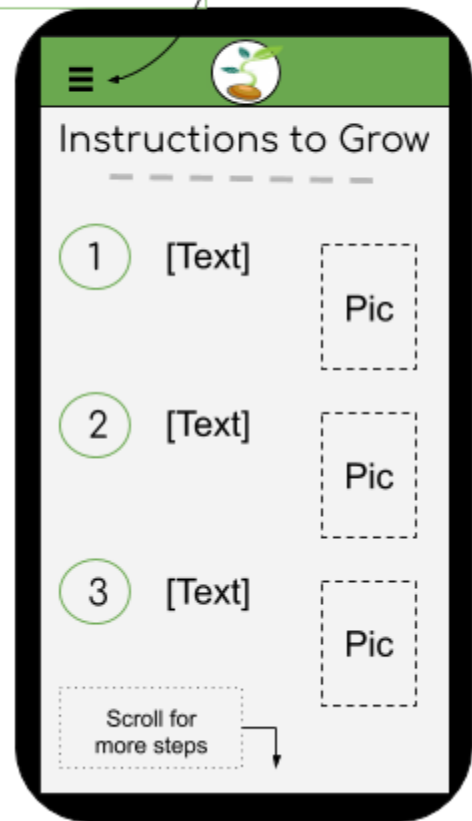 Instructions to Grow
1 [Text]
Pic
2 [Text]
Pic
3 [Text]
Pic
Scroll for
more steps